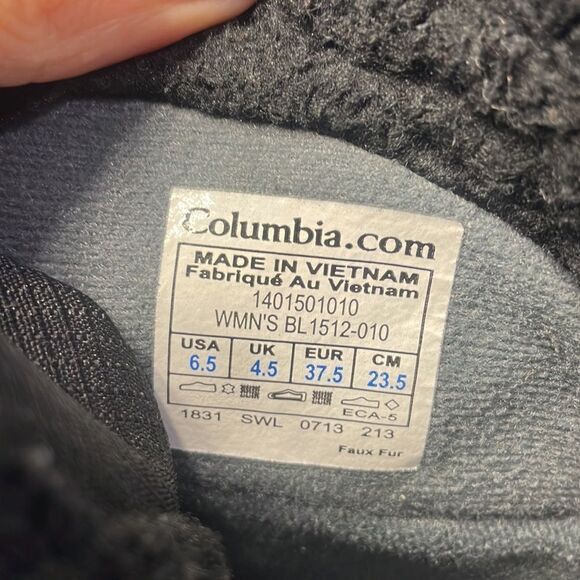 Columbia.com
MADE IN VIETNAM
Fabriqué Au Vietnam
1401501010
WMN'S BL1512-010
USA UK EUR CM
6.5 4.5 37.5 23.5
ECA-5
1831 SWL 0713 213
Faux Fur